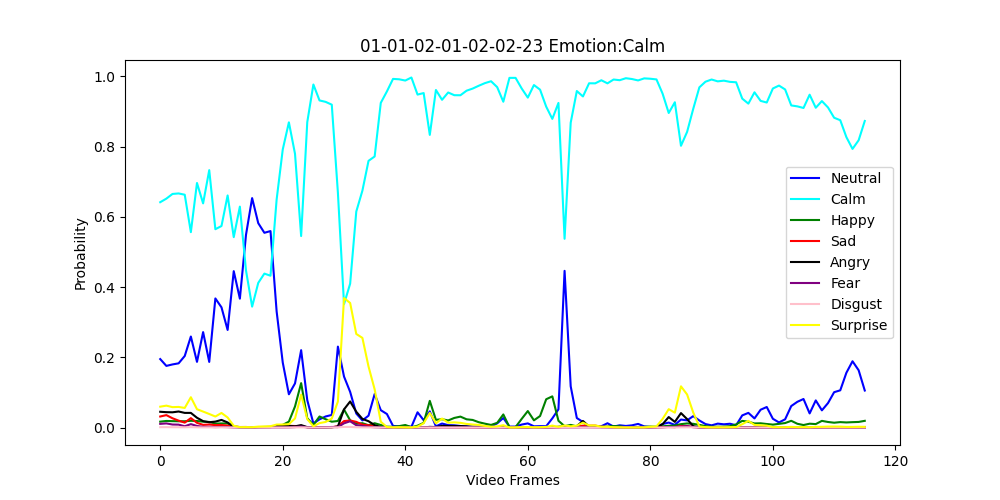 01-01-02-01-02-02-23 Emotion:Calm
Probability
1.0
0.8
0.6
0.4
0.2
0.0
Neutral
Calm
Happy
Sad
Angry
Fear
Disgust
Surprise
0 20 40 60 80 100 120
Video Frames